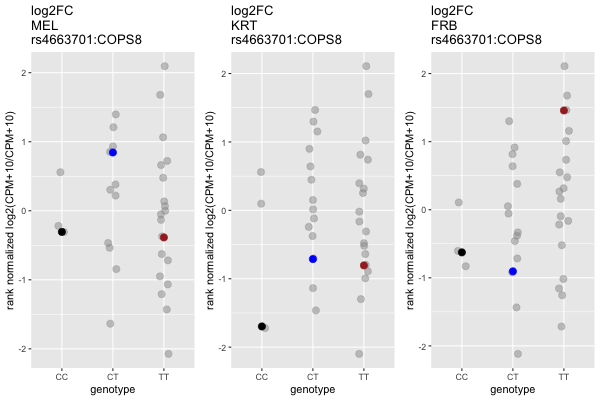 log2FC
MEL
rs4663701:COPS8
rank normalized log2(CPM+10/CPM+10)
2
1
0
-1
-2
CC CT TT
genotype
log2FC
KRT
rs4663701:COPS8
rank normalized log2(CPM+10/CPM+10)
2
1
0
-1
-2
CC CT TT
genotype
log2FC
FRB
rs4663701:COPS8
rank normalized log2(CPM+10/CPM+10)
2
1
0
-1
-2
CC CT TT
genotype